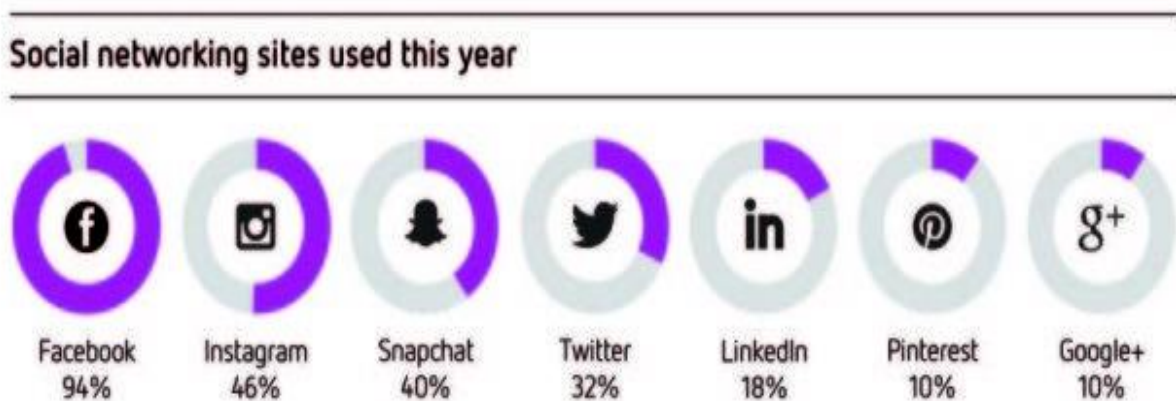 Social networking sites used this year
f in g+
Facebook Instagram Snapchat Twitter LinkedIn Pinterest Google+
94% 46% 40% 32% 18% 10% 10%